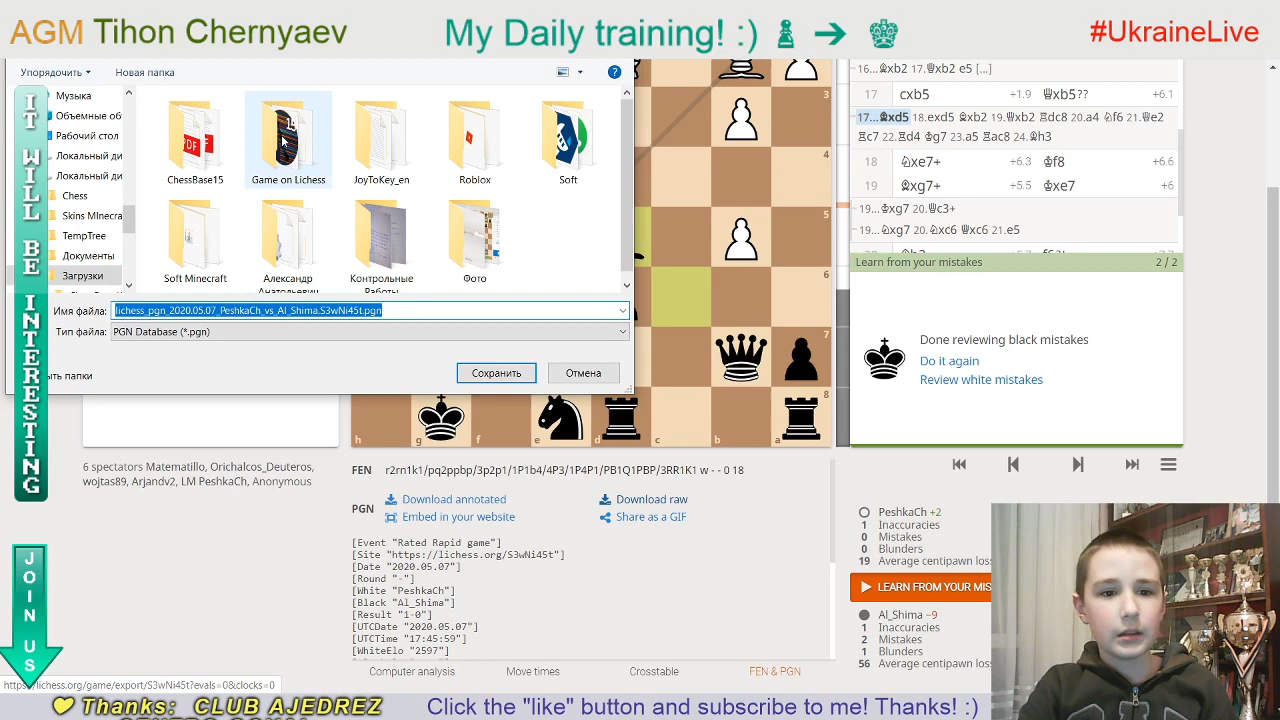 AGM Tihon Chernyaev
My Daily training! :)
#UkraineLive
IT WILL BE INTERESTING
JOIN US
Упорядочить
Новая папка
Музыка
Объемные об
Рабочий стол
Локальный ди
Локальный ди
Chess
Skins MInecra
TempTree
Документы
Загрузки
PDF
ChessBase15
Game on Lichess
JoyToKey_en
Roblox
Soft
Soft Minecraft
Александр Анатольевич
Контрольные Работы
Фото
Имя файла:
lichess_pgn_2020.05.07_PeshkaCh_vs_Al_Shima.S3wNi45t.pgn
Тип файла:
PGN Database (*.pgn)
ыть папки
Сохранить
Отмена
3
4
5
6
7
8
h g f e d c b a
16...♝xb2 17.♕xb2 e5 [...]
17 cxb5 +1.9 ♛xb5?? +6.1
17...♝xd5 18.exd5 ♝xb2 19.♕xb2 ♜dc8 20.a4 ♞f6 21.♕e2
♜c7 22.♖d4 ♚g7 23.a5 ♜ac8 24.♗h3
18 ♘xe7+ +6.3 ♚f8 +6.6
19 ♗xg7+ +5.5 ♚xe7 +6
19...♚xg7 20.♕c3+
19...♞xg7 20.♘xc6 ♛xc6 21.e5
Learn from your mistakes
2 / 2
Done reviewing black mistakes
Do it again
Review white mistakes
6 spectators Matematillo, Orichalcos_Deuteros,
wojtas89, Arjandv2, LM PeshkaCh, Anonymous
FEN
r2rn1k1/pq2ppbp/3p2p1/1P1b4/4P3/1P4P1/PB1Q1PBP/3RR1K1 w - - 0 18
PGN
Download annotated
Download raw
Embed in your website
Share as a GIF
[Event "Rated Rapid game"]
[Site "https://lichess.org/S3wNi45t"]
[Date "2020.05.07"]
[Round "-"]
[White "PeshkaCh"]
[Black "Al_Shima"]
[Result "1-0"]
[UTCDate "2020.05.07"]
[UTCTime "17:45:59"]
[WhiteElo "2597"]
Computer analysis
Move times
Crosstable
FEN & PGN
PeshkaCh +2
1 Inaccuracies
0 Mistakes
0 Blunders
19 Average centipawn loss
LEARN FROM YOUR MIS
Al_Shima −9
1 Inaccuracies
2 Mistakes
1 Blunders
56 Average centipawn loss
https://lichess.org/game/export/S3wNi45t?evals=0&clocks=0
Thanks: CLUB AJEDREZ
Click the "like" button and subscribe to me! Thanks! :)